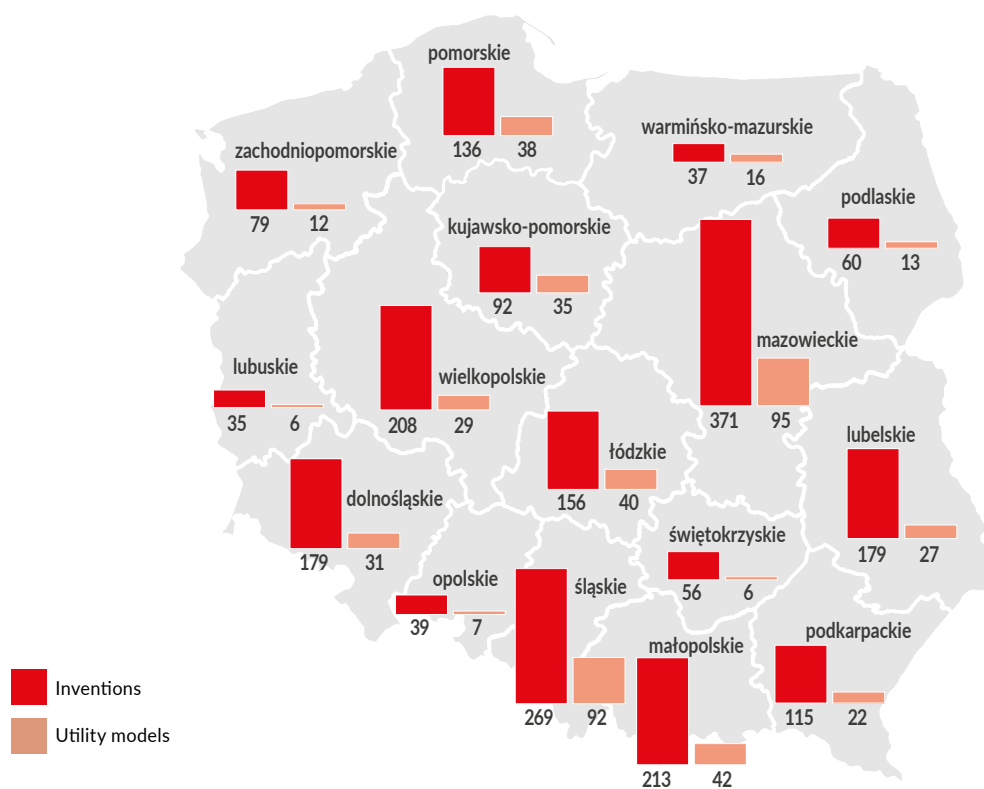 pomorskie
136 38
warmińsko-mazurskie
37 16
zachodniopomorskie
79 12
podlaskie
60 13
kujawsko-pomorskie
92 35
mazowieckie
371 95
lubuskie
35 6
wielkopolskie
208 29
łódzkie
156 40
lubelskie
179 27
dolnośląskie
179 31
świętokrzyskie
56 6
opolskie
39 7
śląskie
269 92
małopolskie
213 42
podkarpackie
115 22
Inventions
Utility models